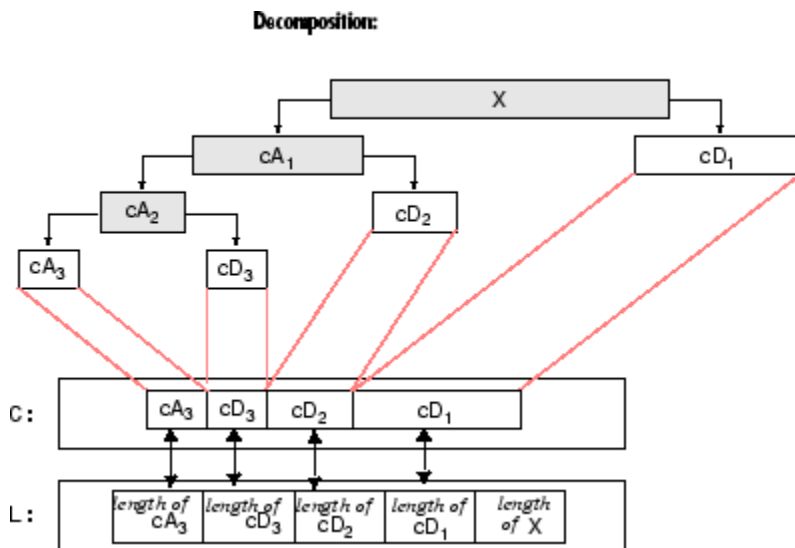 Decomposition:
X
cA₁
cD₁
cA₂
cD₂
cA₃
cD₃
C:
cA₃ cD₃ cD₂ cD₁
L:
length of cA₃
length of cD₃
length of cD₂
length of cD₁
length of X